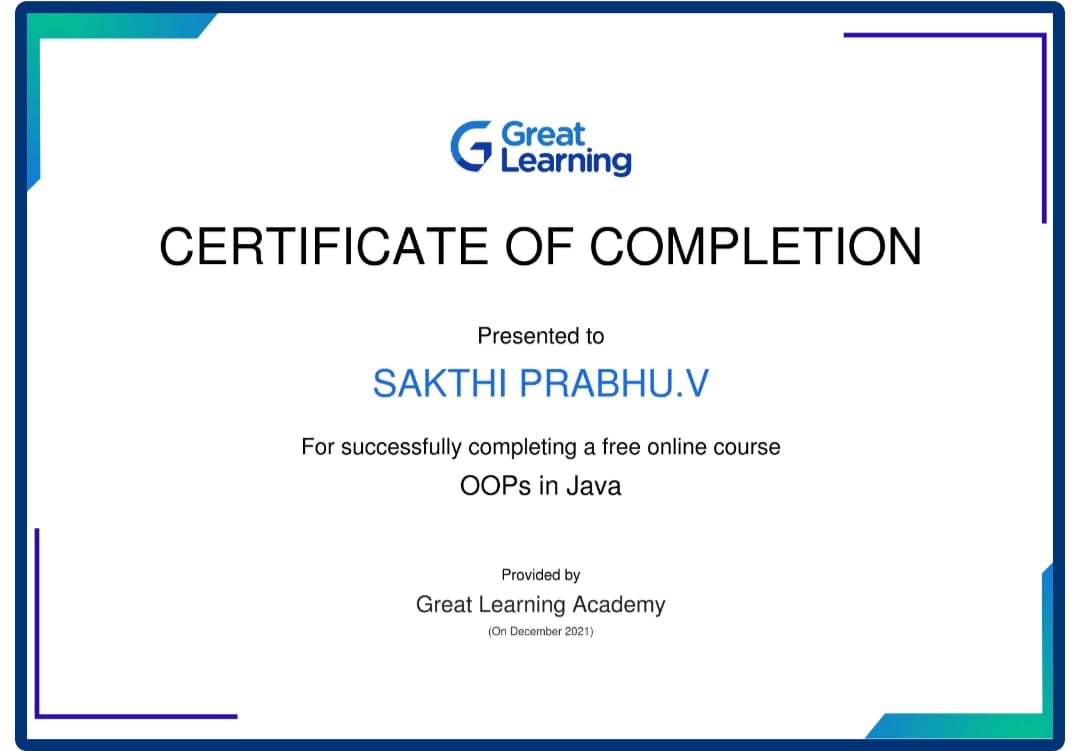 Great
Learning
CERTIFICATE OF COMPLETION
Presented to
SAKTHI PRABHU.V
For successfully completing a free online course
OOPs in Java
Provided by
Great Learning Academy
(On December 2021)